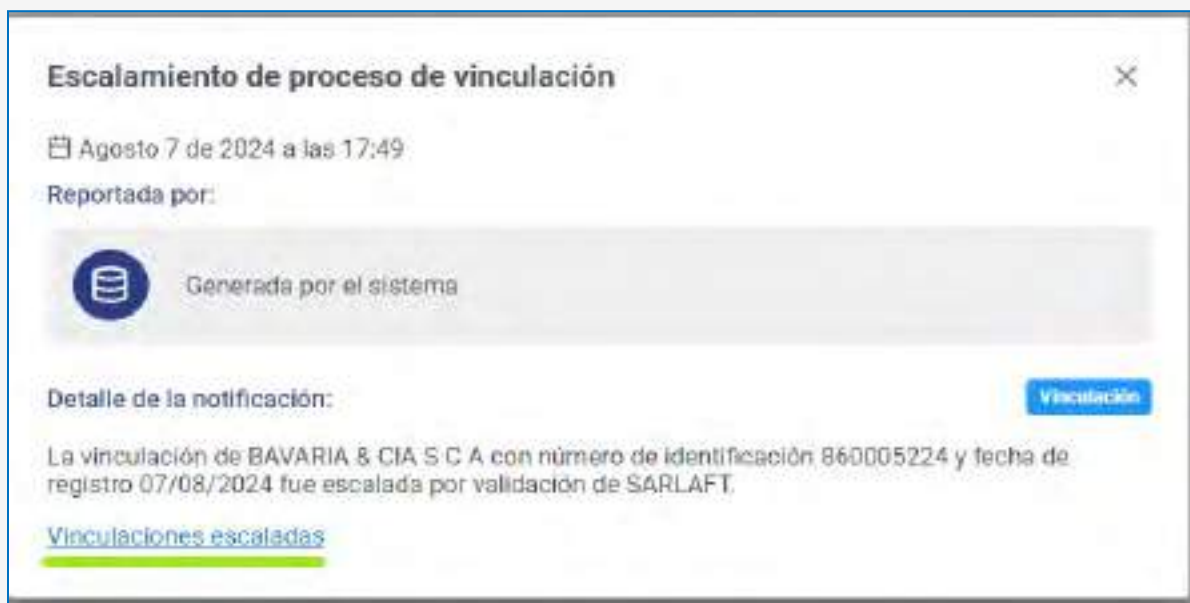 Escalamiento de proceso de vinculación
Agosto 7 de 2024 a las 17:49
Reportada por:
Generada por el sistema
Detalle de la notificación:
Vinculación
La vinculación de BAVARIA & CIA S C A con número de identificación 860005224 y fecha de
registro 07/08/2024 fue escalada por validación de SARLAFT.
Vinculaciones escaladas